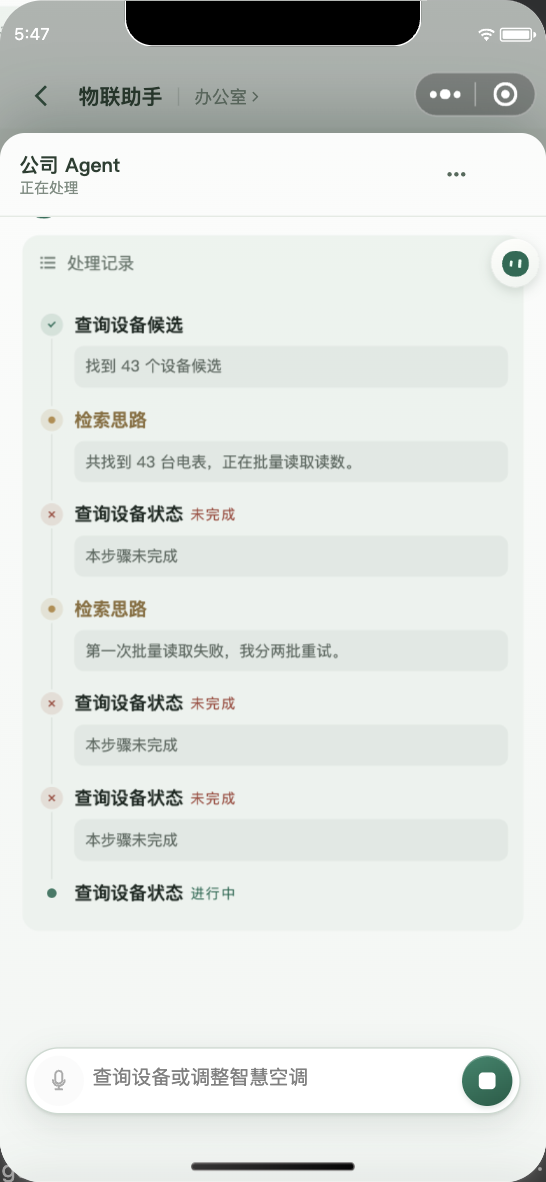 5:47
物联助手 办公室
公司 Agent
正在处理
处理记录
查询设备候选
找到 43 个设备候选
检索思路
共找到 43 台电表，正在批量读取读数。
查询设备状态 未完成
本步骤未完成
检索思路
第一次批量读取失败，我分两批重试。
查询设备状态 未完成
本步骤未完成
查询设备状态 未完成
本步骤未完成
查询设备状态 进行中
查询设备或调整智慧空调